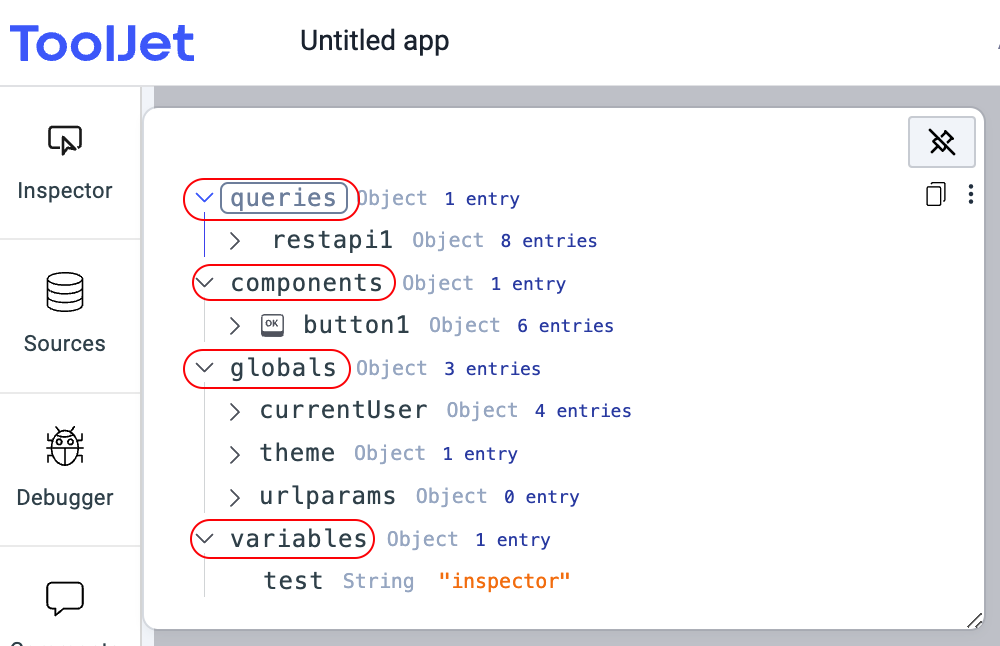 ToolJet
Untitled app
Inspector
queries Object 1 entry
restapi1 Object 8 entries
components Object 1 entry
OK button1 Object 6 entries
Sources
globals Object 3 entries
currentUser Object 4 entries
theme Object 1 entry
urlparams Object 0 entry
Debugger
variables Object 1 entry
test String "inspector"